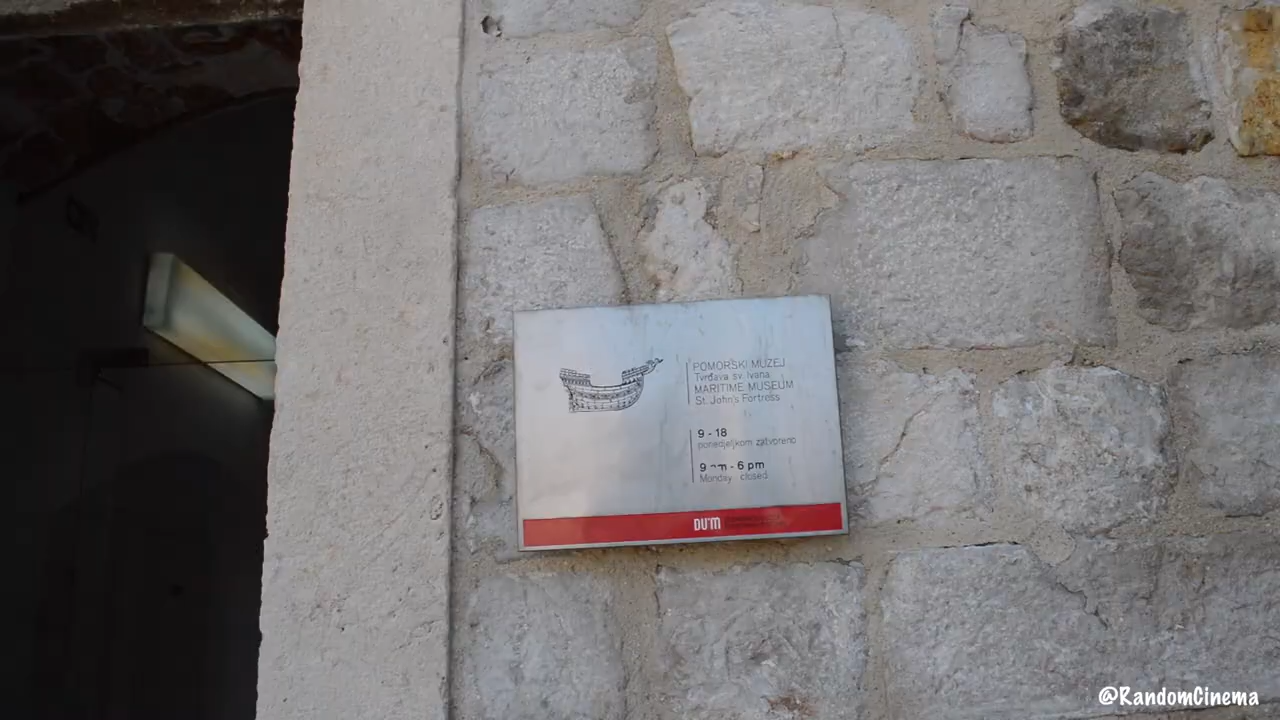 POMORSKI MUZEJ
Tvrđava sv. Ivana
MARITIME MUSEUM
St. John's Fortress
9 - 18
ponedjeljkom zatvoreno
9 am - 6 pm
Monday closed
DUM
@RandomCinema